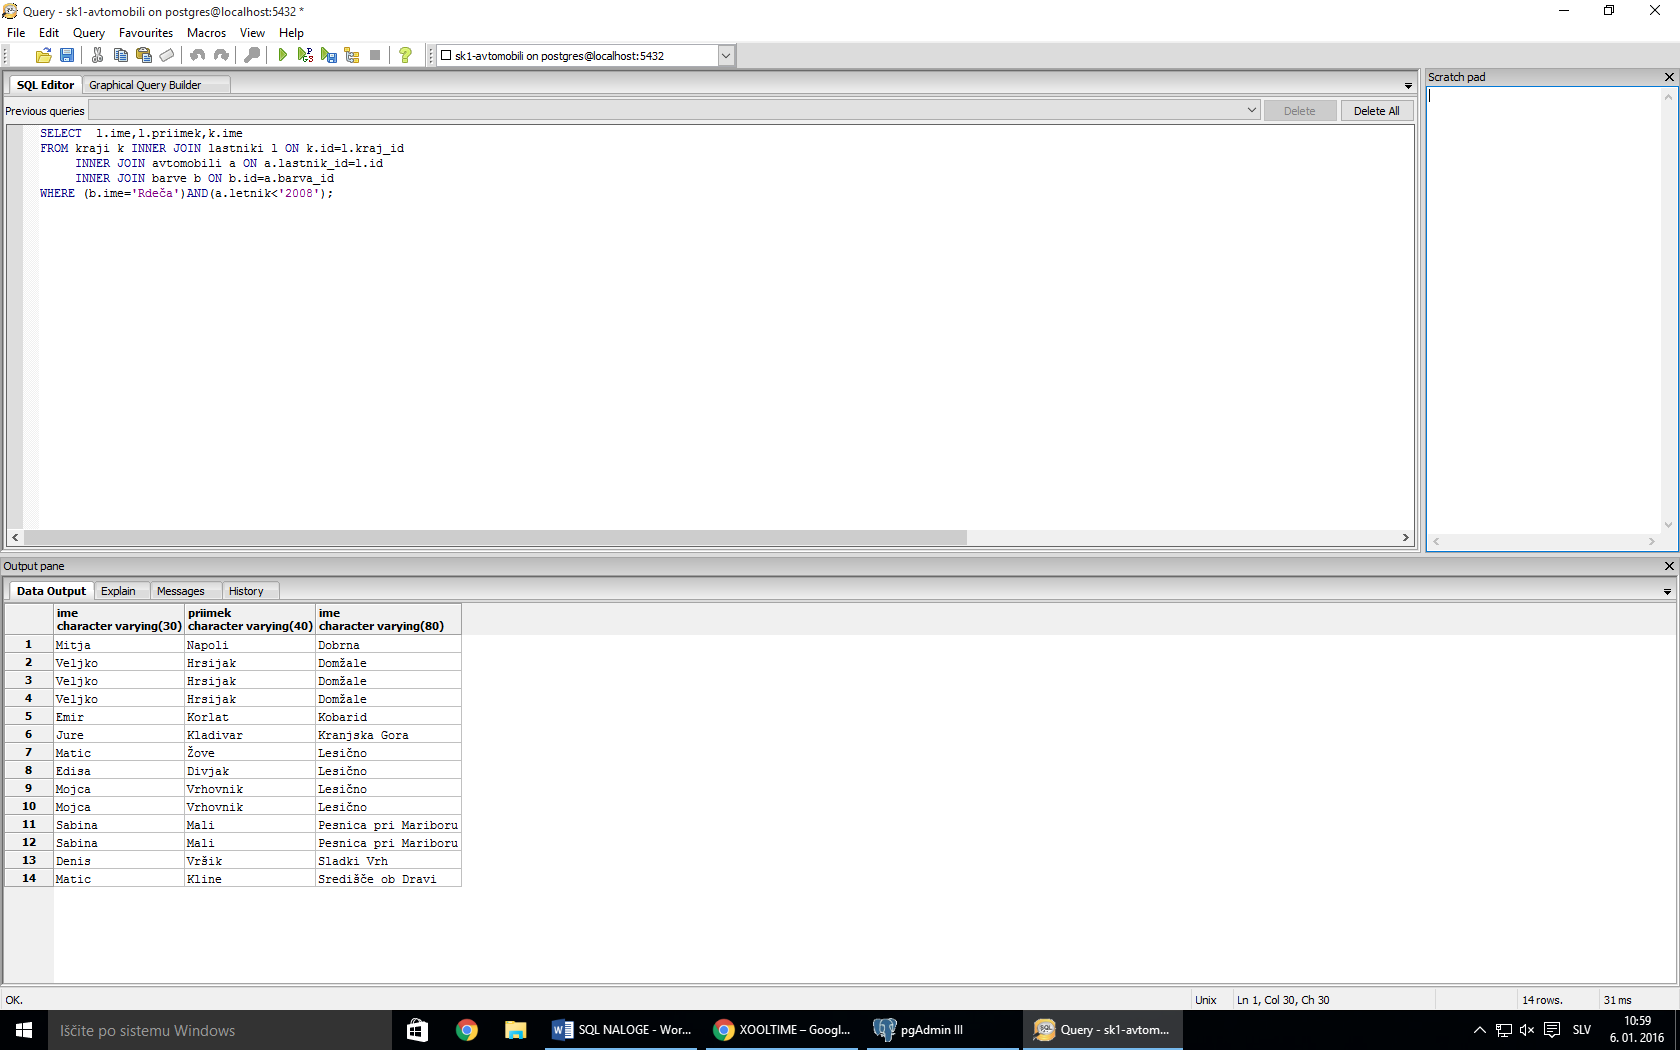 Query - sk1-avtomobili on postgres@localhost:5432 *
File Edit Query Favourites Macros View Help
sk1-avtomobili on postgres@localhost:5432
SQL Editor Graphical Query Builder
Previous queries Delete Delete All
SELECT  l.ime,l.priimek,k.ime
FROM kraji k INNER JOIN lastniki l ON k.id=l.kraj_id
     INNER JOIN avtomobili a ON a.lastnik_id=l.id
     INNER JOIN barve b ON b.id=a.barva_id
WHERE (b.ime='Rdeča')AND(a.letnik<'2008');
Scratch pad
Output pane
Data Output Explain Messages History
ime priimek ime
character varying(30) character varying(40) character varying(80)
1 Mitja Napoli Dobrna
2 Veljko Hrsijak Domžale
3 Veljko Hrsijak Domžale
4 Veljko Hrsijak Domžale
5 Emir Korlat Kobarid
6 Jure Kladivar Kranjska Gora
7 Matic Žove Lesično
8 Edisa Divjak Lesično
9 Mojca Vrhovnik Lesično
10 Mojca Vrhovnik Lesično
11 Sabina Mali Pesnica pri Mariboru
12 Sabina Mali Pesnica pri Mariboru
13 Denis Vršik Sladki Vrh
14 Matic Kline Središče ob Dravi
OK. Unix Ln 1, Col 30, Ch 30 14 rows. 31 ms
Iščite po sistemu Windows
SQL NALOGE - Wor... XOOLTIME – Googl... pgAdmin III Query - sk1-avtom... SLV
10:59
6. 01. 2016